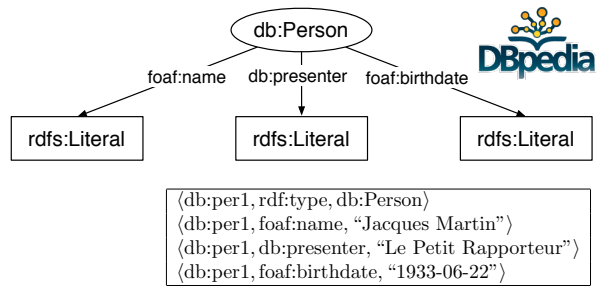 db:Person
DBpedia
foaf:name db:presenter foaf:birthdate
rdfs:Literal rdfs:Literal rdfs:Literal
⟨db:per1, rdf:type, db:Person⟩
⟨db:per1, foaf:name, “Jacques Martin”⟩
⟨db:per1, db:presenter, “Le Petit Rapporteur”⟩
⟨db:per1, foaf:birthdate, “1933-06-22”⟩